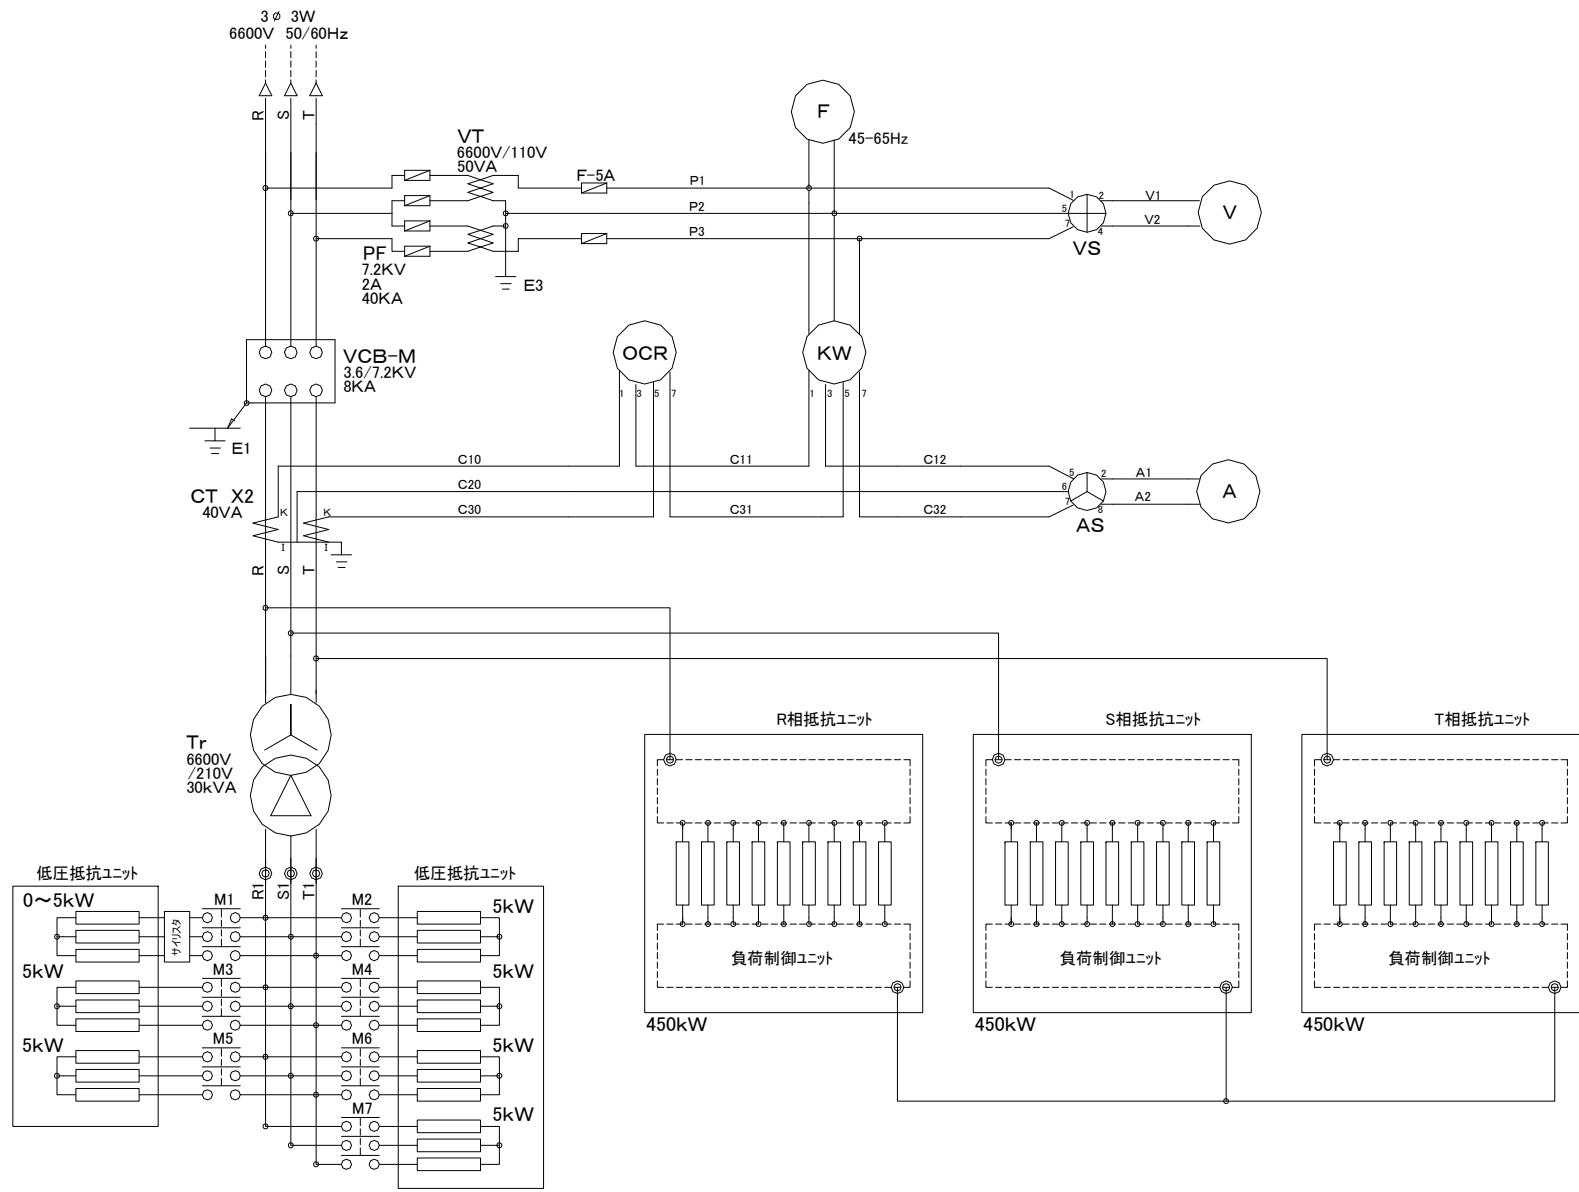 3φ 3W
6600V 50/60Hz
R
S
T
VT
6600V/110V
50VA
F-5A
P1
P2
P3
PF
7.2KV
2A
40KA
E3
F
45-65Hz
1
5
7
2
4
V1
V2
V
VS
VCB-M
3.6/7.2KV
8KA
E1
OCR
1
3
5
7
KW
1
3
5
7
C10
C11
C12
C20
C30
C31
C32
5
6
7
2
8
A1
A2
A
AS
CT X2
40VA
K
K
I
I
R
S
T
Tr
6600V
/210V
30kVA
R1
S1
T1
低圧抵抗ユニット
0～5kW
サイリスタ
5kW
5kW
M1
M2
M3
M4
M5
M6
M7
低圧抵抗ユニット
5kW
5kW
5kW
5kW
R相抵抗ユニット
負荷制御ユニット
450kW
S相抵抗ユニット
負荷制御ユニット
450kW
T相抵抗ユニット
負荷制御ユニット
450kW